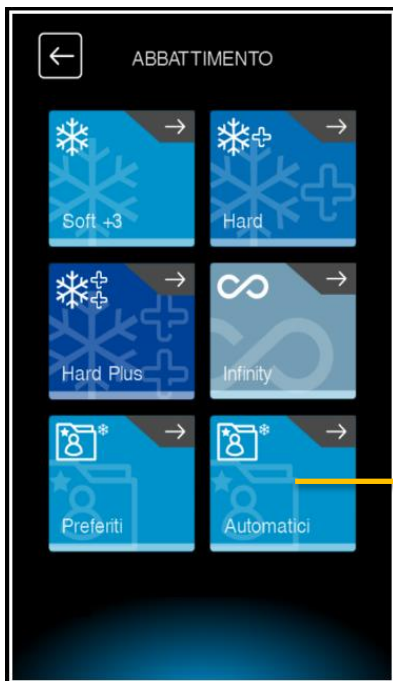 ABBATTIMENTO
Soft +3
Hard
Hard Plus
Infinity
Preferiti
Automatici